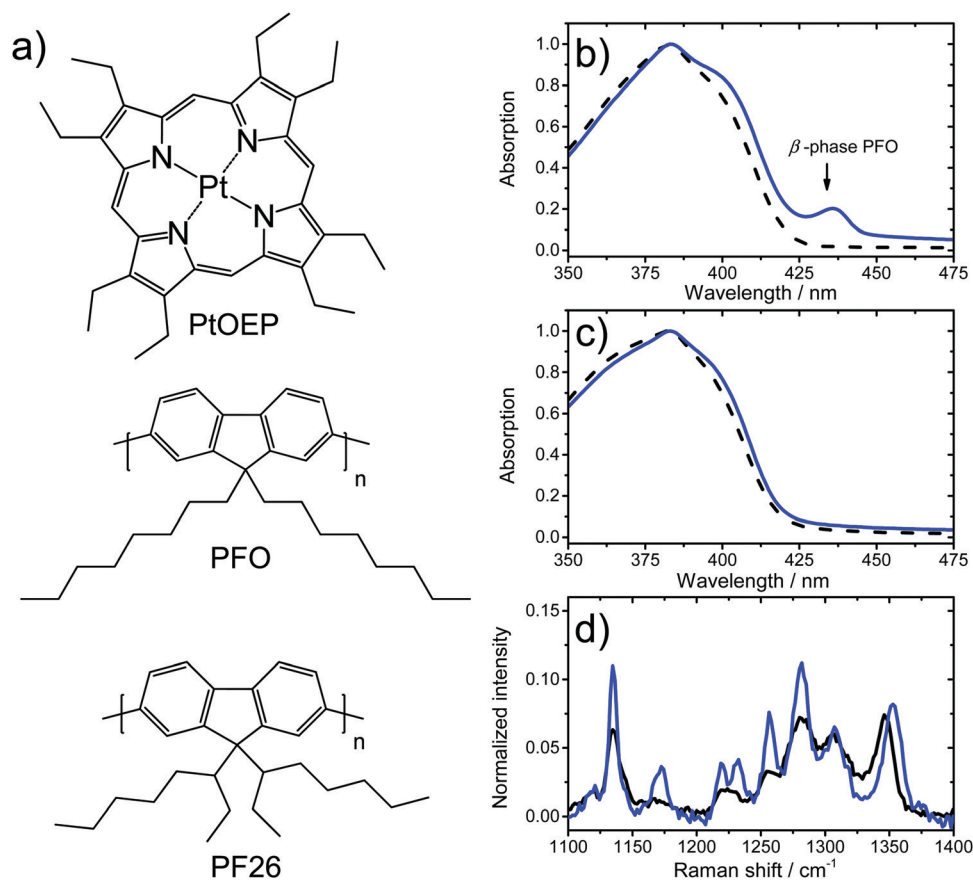 a)
N
N
Pt
N
N
PtOEP
n
PFO
n
PF26
b)
β-phase PFO
Absorption
1.0
0.8
0.6
0.4
0.2
0.0
350 375 400 425 450 475
Wavelength / nm
c)
Absorption
1.0
0.8
0.6
0.4
0.2
0.0
350 375 400 425 450 475
Wavelength / nm
d)
Normalized intensity
0.15
0.10
0.05
0.00
1100 1150 1200 1250 1300 1350 1400
Raman shift / cm-1